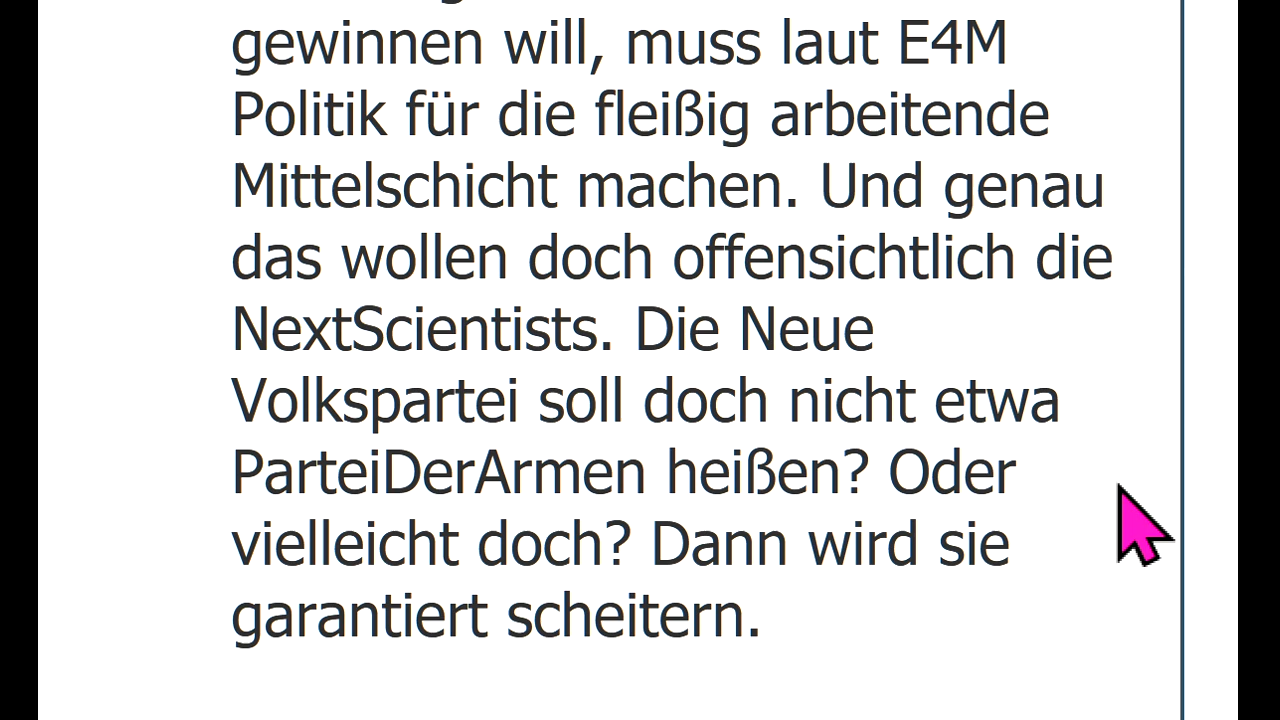 gewinnen will, muss laut E4M
Politik für die fleißig arbeitende
Mittelschicht machen. Und genau
das wollen doch offensichtlich die
NextScientists. Die Neue
Volkspartei soll doch nicht etwa
ParteiDerArmen heißen? Oder
vielleicht doch? Dann wird sie
garantiert scheitern.